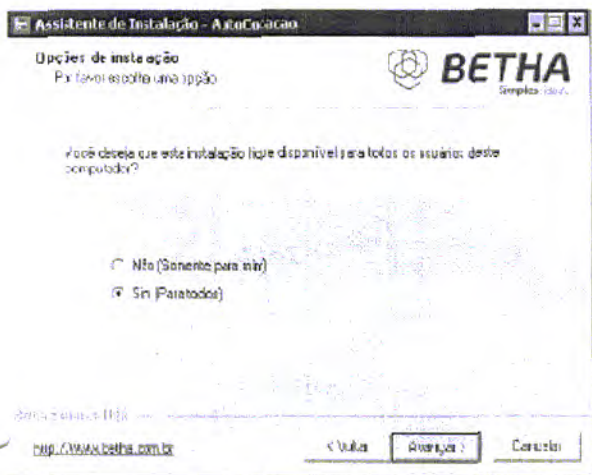 Assistente de Instalação - AutoCotacao
Opções de instalação
Por favor escolha uma opção
BETHA
Simples
Você deseja que esta instalação fique disponível para todos os usuários deste
computador?
Não (Somente para mim)
Sim (Para todos)
http://www.betha.com.br
< Voltar
Avançar >
Cancelar